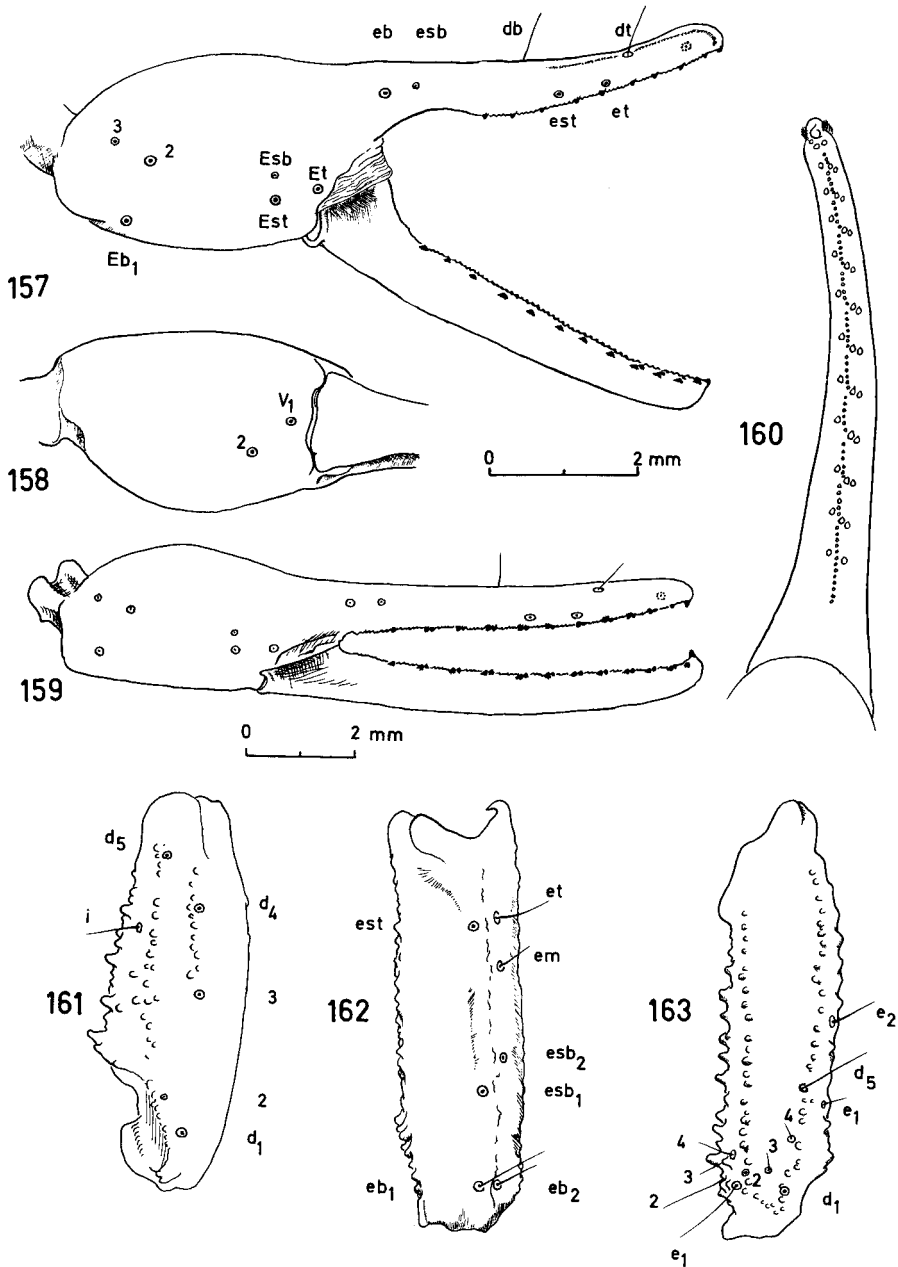 eb esb db dt
3
2
Esb
Et
est et
Est
Eb1
157
V1
2
158
0 2 mm
160
159
0 2 mm
d5
d4
i
161
3
2
d1
est
et
em
162
esb2
esb1
eb1 eb2
163
e2
d5
e1
4
4
3
3
2
2
d1
e1